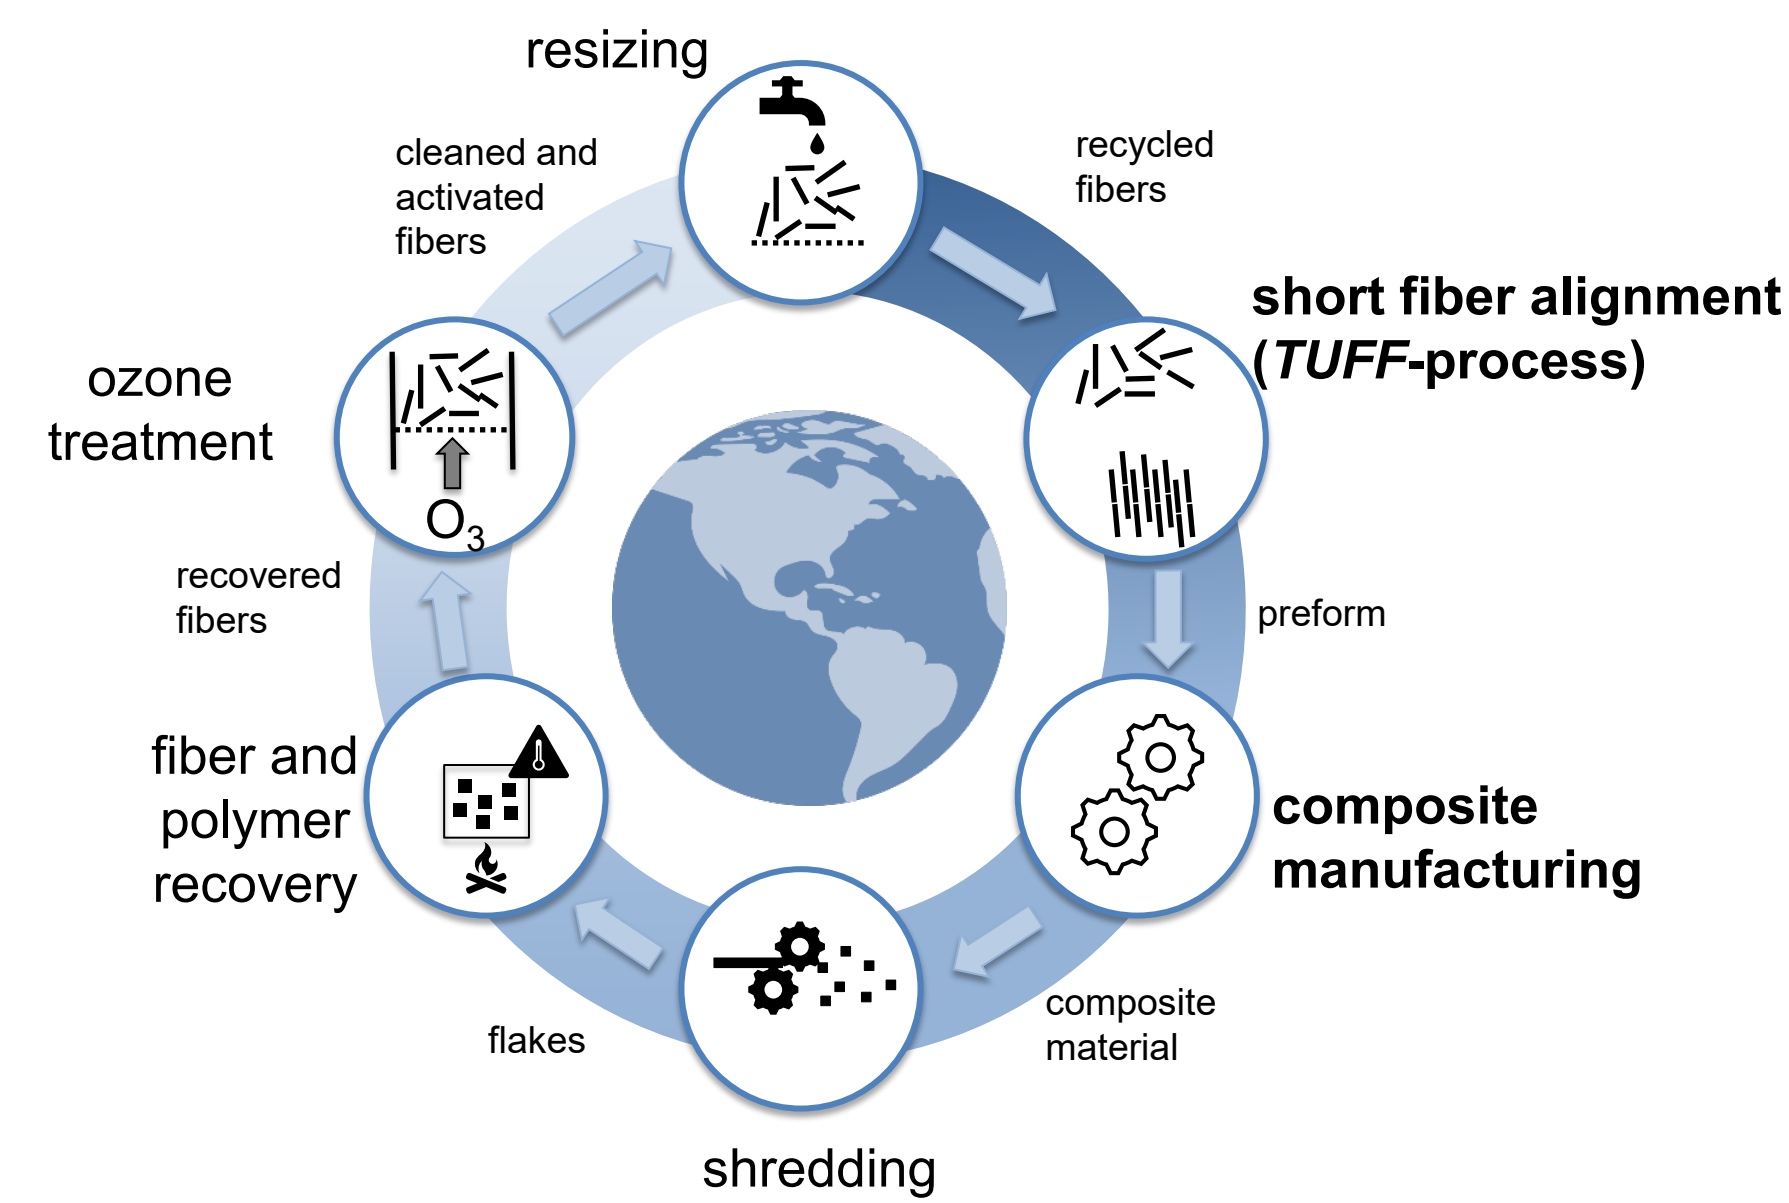 resizing
cleaned and
activated
fibers
recycled
fibers
short fiber alignment
(TUFF-process)
ozone
treatment
O₃
recovered
fibers
preform
fiber and
polymer
recovery
composite
manufacturing
flakes
composite
material
shredding